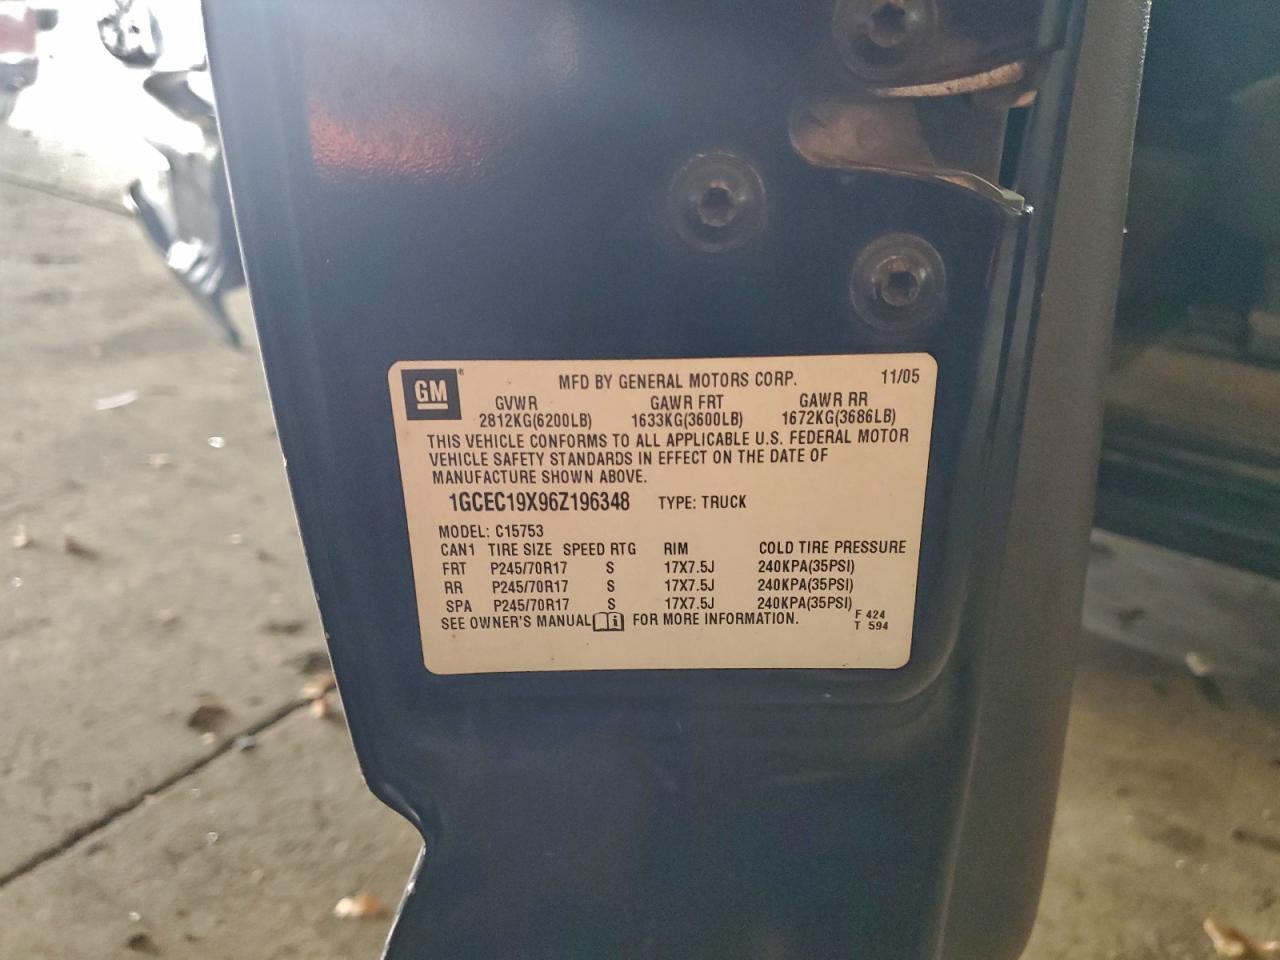 GM®
MFD BY GENERAL MOTORS CORP. 11/05
GVWR GAWR FRT GAWR RR
2812KG(6200LB) 1633KG(3600LB) 1672KG(3686LB)
THIS VEHICLE CONFORMS TO ALL APPLICABLE U.S. FEDERAL MOTOR
VEHICLE SAFETY STANDARDS IN EFFECT ON THE DATE OF
MANUFACTURE SHOWN ABOVE.
1GCEC19X96Z196348 TYPE: TRUCK
MODEL: C15753
CAN1 TIRE SIZE SPEED RTG RIM COLD TIRE PRESSURE
FRT P245/70R17 S 17X7.5J 240KPA(35PSI)
RR P245/70R17 S 17X7.5J 240KPA(35PSI)
SPA P245/70R17 S 17X7.5J 240KPA(35PSI)
SEE OWNER'S MANUAL i FOR MORE INFORMATION. F 424
T 594